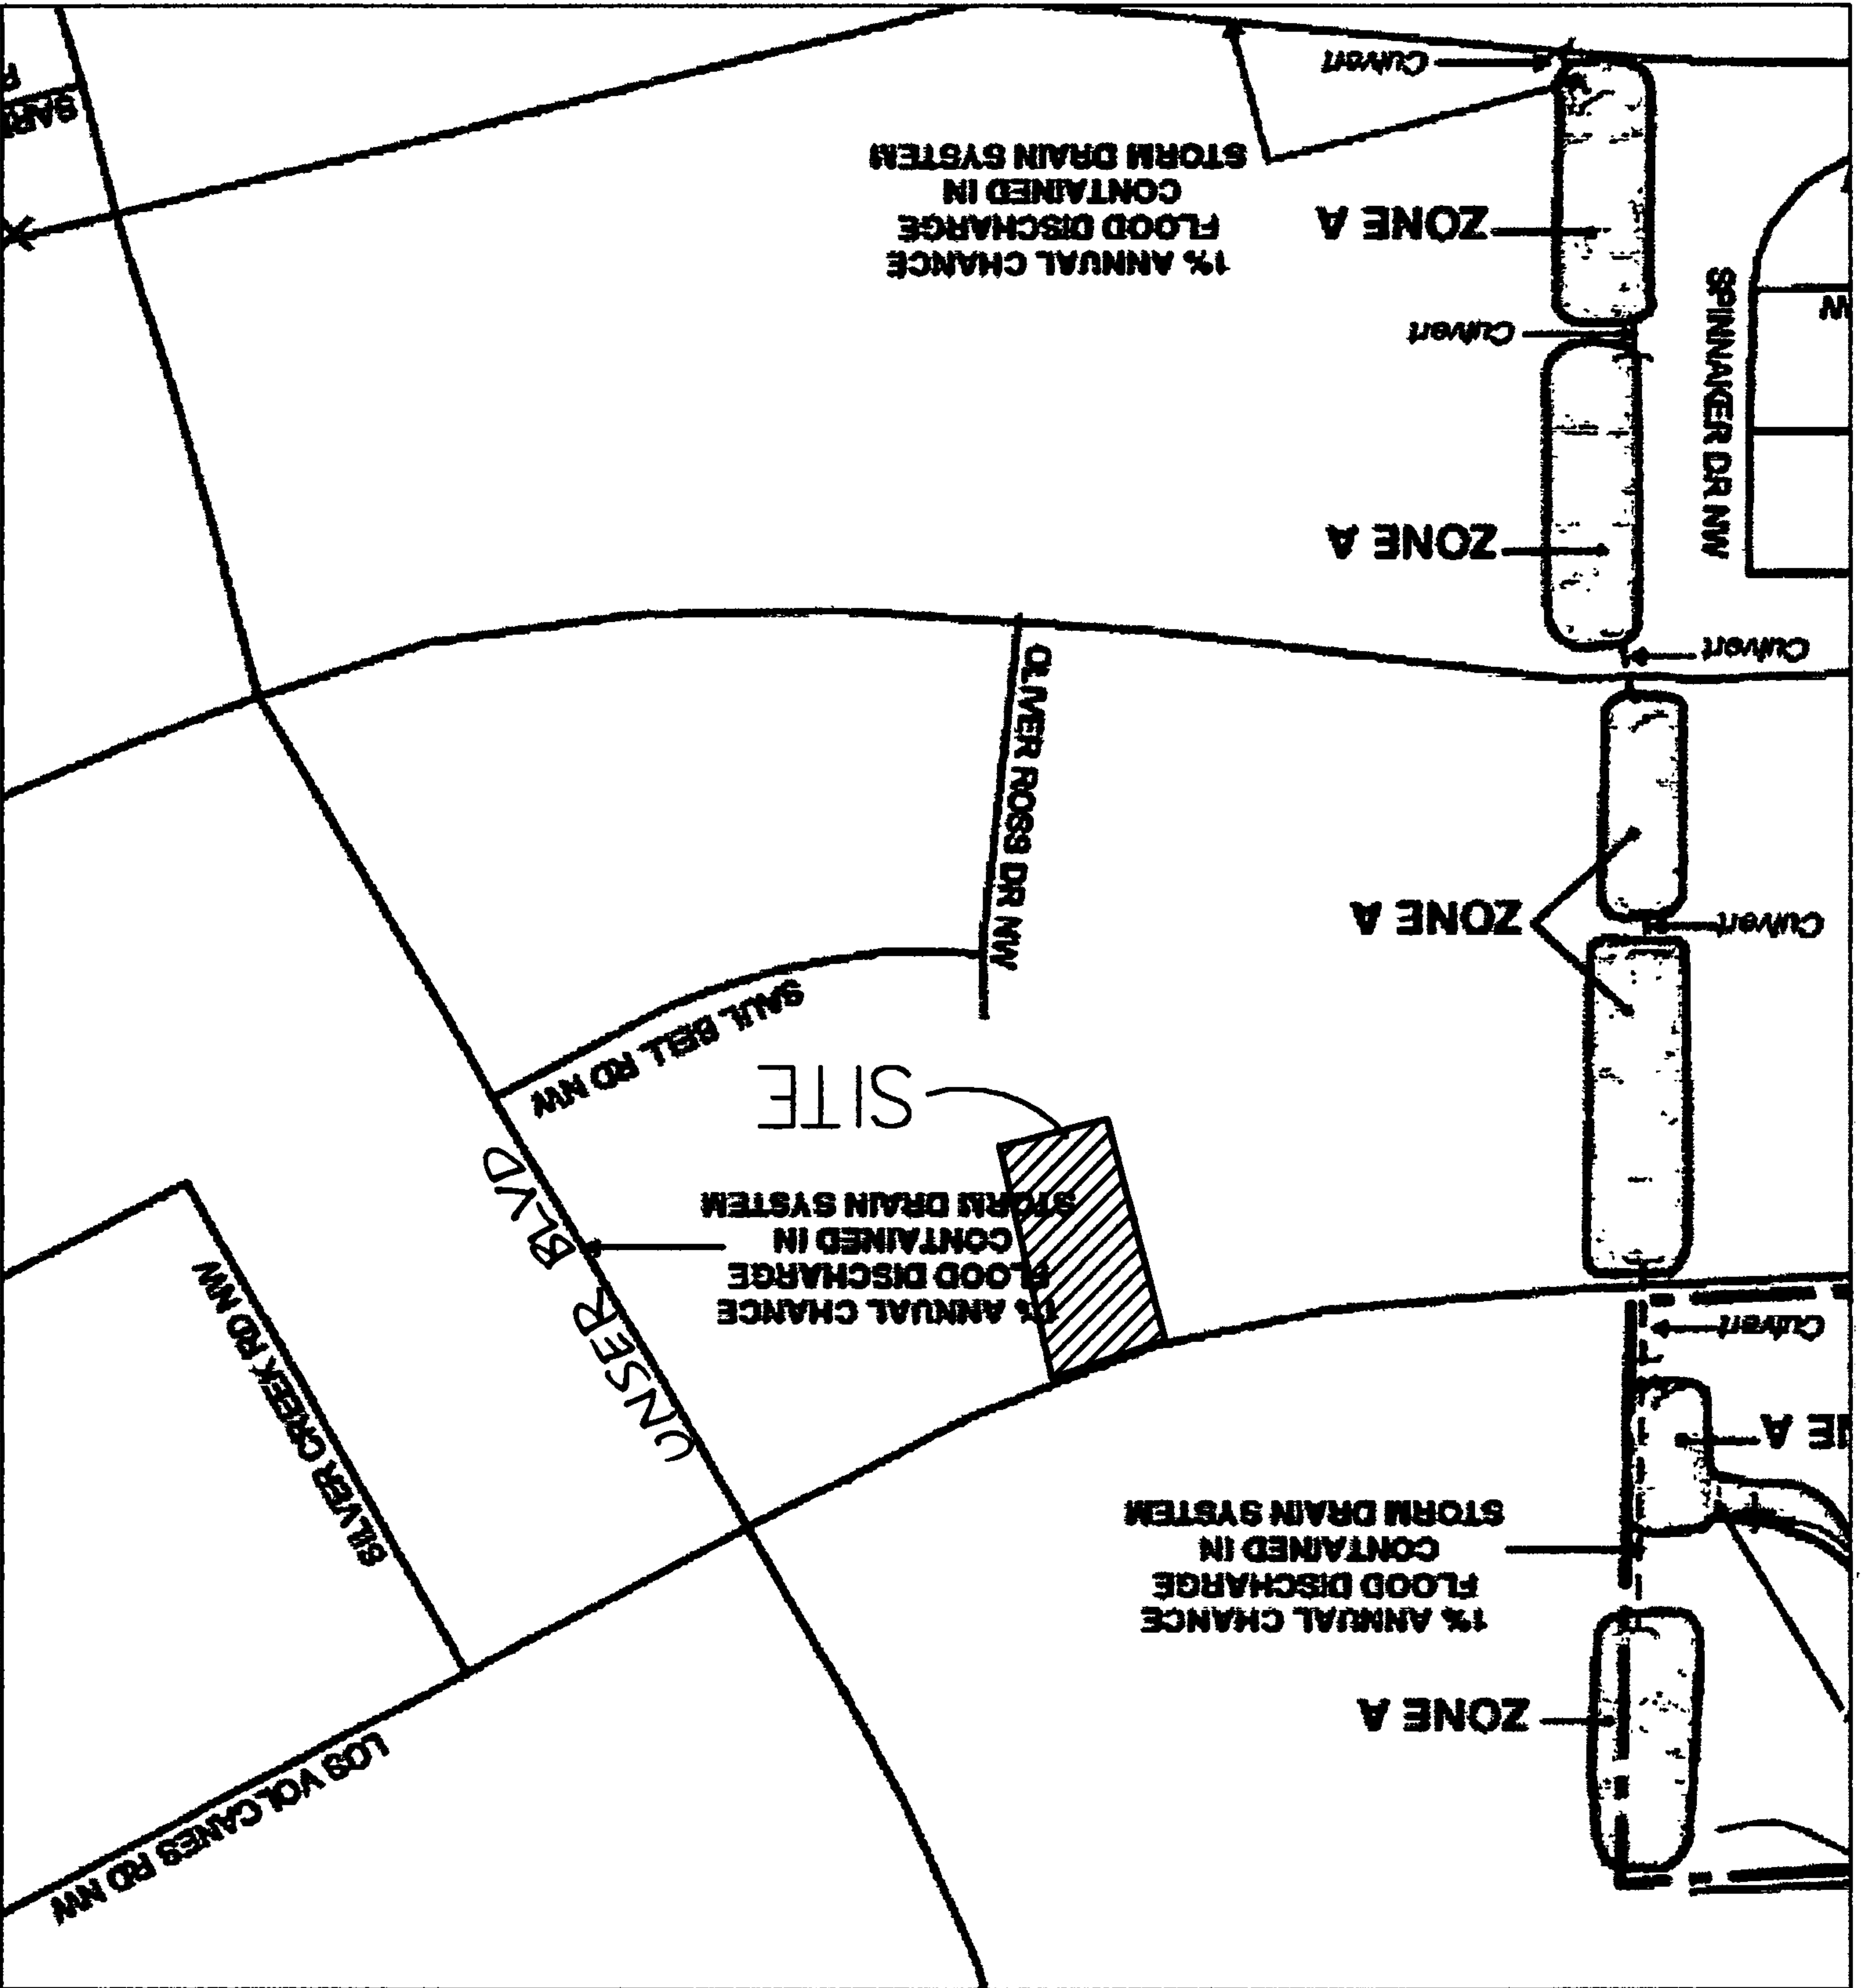 LOS VOLCANES RD NW
ZONE A
1% ANNUAL CHANCE
FLOOD DISCHARGE
CONTAINED IN
STORM DRAIN SYSTEM
SILVER CREEK RD NW
UNSER BLVD
Culvert
1% ANNUAL CHANCE
FLOOD DISCHARGE
CONTAINED IN
STORM DRAIN SYSTEM
SITE
SAUL BELL RD NW
Culvert
ZONE A
OLIVER ROSS DR NW
Culvert
ZONE A
SPINNAKER DR NW
Culvert
1% ANNUAL CHANCE
FLOOD DISCHARGE
CONTAINED IN
STORM DRAIN SYSTEM
ZONE A
Culvert